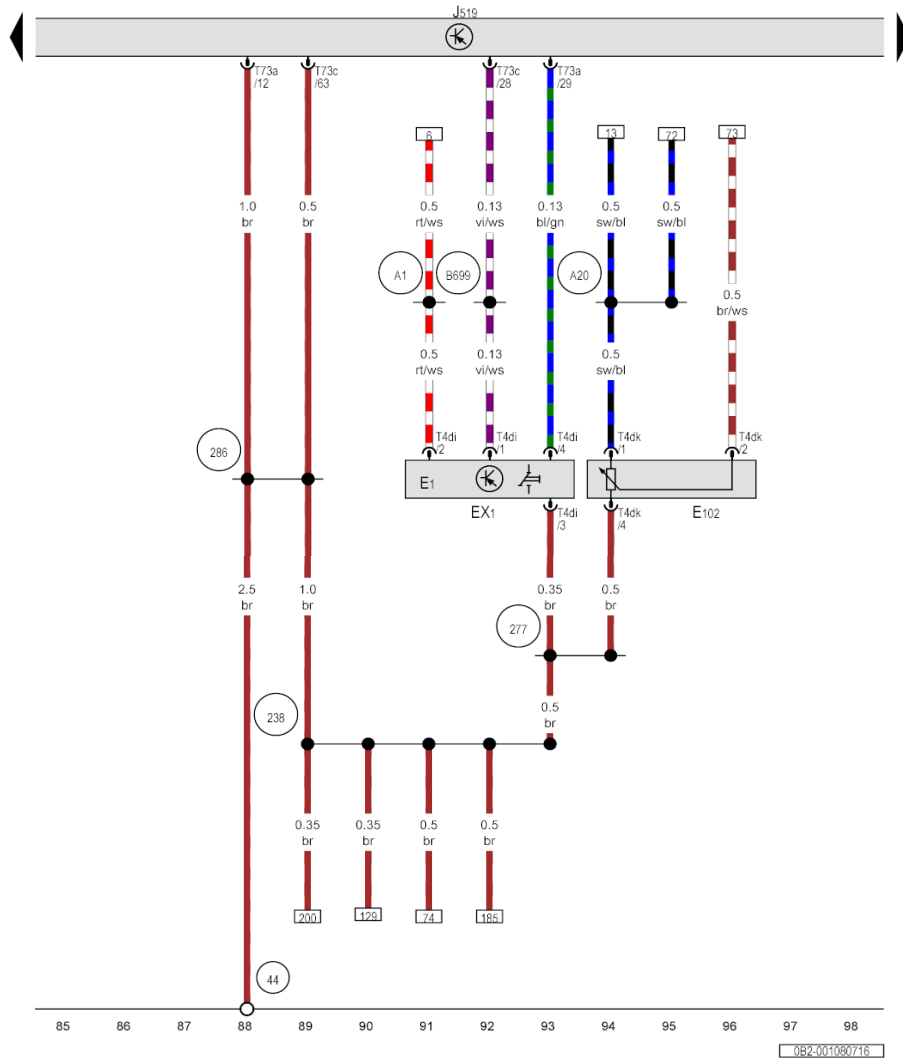 J519
T73a
/12
T73c
/63
T73c
/28
T73a
/29
6
13
72
73
1.0
br
0.5
br
0.5
rt/ws
0.13
vi/ws
0.13
bl/gn
0.5
sw/bl
0.5
sw/bl
A1
B699
A20
0.5
br/ws
0.5
rt/ws
0.13
vi/ws
0.5
sw/bl
286
T4di
/2
T4di
/1
T4di
/4
T4dk
/1
T4dk
/2
E1
EX1
E102
T4di
/3
T4dk
/4
2.5
br
1.0
br
0.35
br
0.5
br
277
238
0.5
br
0.35
br
0.35
br
0.5
br
0.5
br
200
129
74
185
44
85 86 87 88 89 90 91 92 93 94 95 96 97 98
0B2-001080716